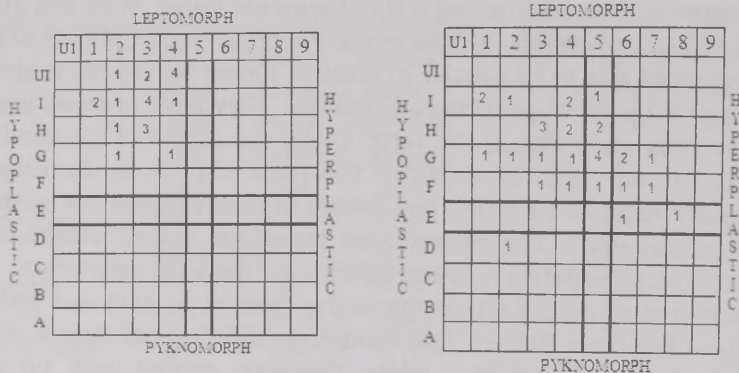 LEPTOMORPH
U1 1 2 3 4 5 6 7 8 9
UI 1 2 4
I 2 1 4 1
H 1 3
G 1 1
F
E
D
C
B
A
HYPOPLASTIC
HYPERPLASTIC
PYKNOMORPH
LEPTOMORPH
U1 1 2 3 4 5 6 7 8 9
UI
I 2 1 2 1
H 3 2 2
G 1 1 1 1 4 2 1
F 1 1 1 1 1
E 1 1
D 1
C
B
A
HYPOPLASTIC
HYPERPLASTIC
PYKNOMORPH